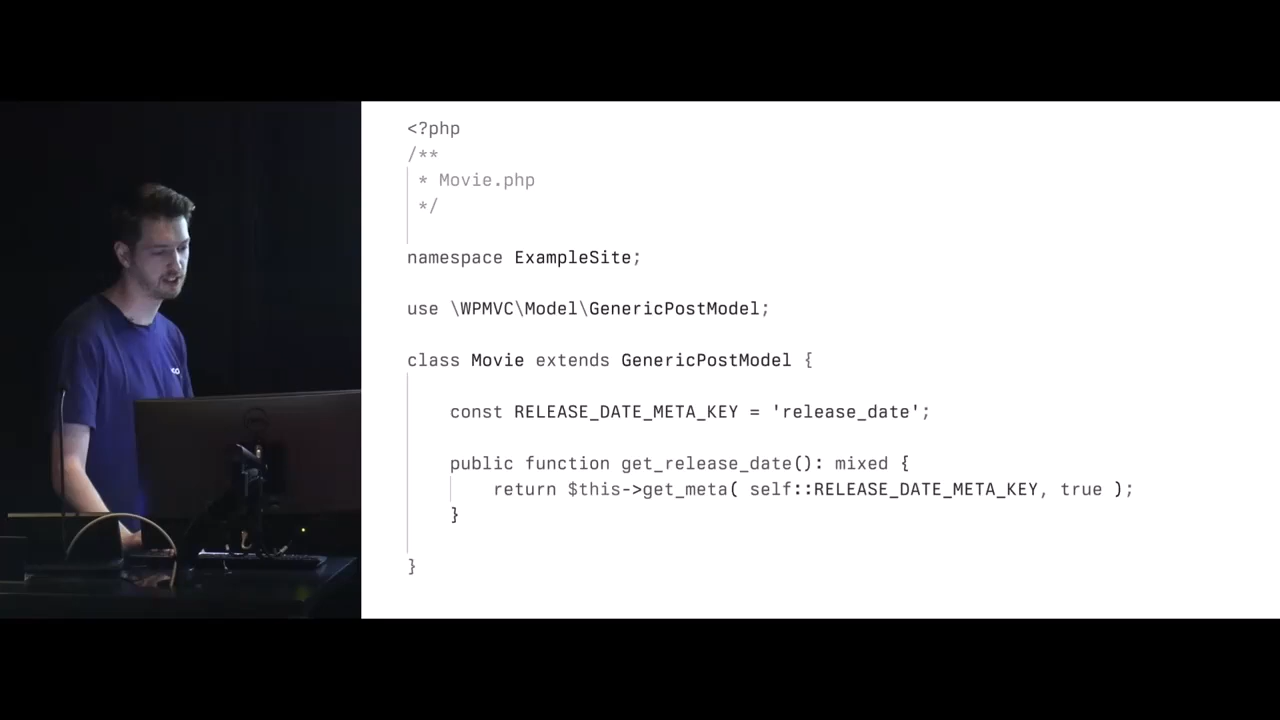 <?php
/**
 * Movie.php
 */
namespace ExampleSite;
use \WPMVC\Model\GenericPostModel;
class Movie extends GenericPostModel {
    const RELEASE_DATE_META_KEY = 'release_date';
    public function get_release_date(): mixed {
        return $this->get_meta( self::RELEASE_DATE_META_KEY, true );
    }
}